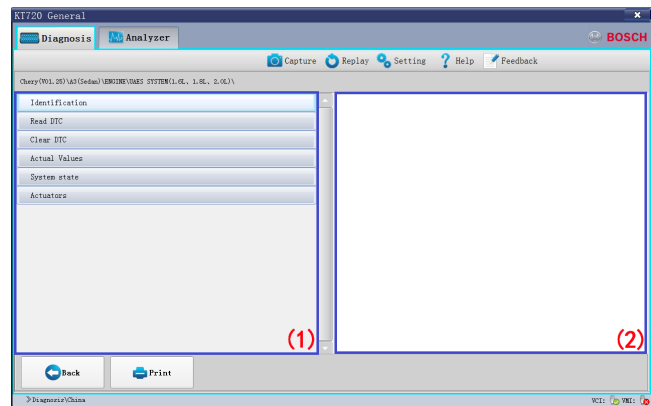 KT720 General
Diagnosis Analyzer BOSCH
Capture Replay Setting Help Feedback
Chery(V01.25)\A3(Sedan)\ENGINE\UAES SYSTEM(1.6L、1.8L、2.0L)\
Identification
Read DTC
Clear DTC
Actual Values
System state
Actuators
(1) (2)
Back Print
Diagnosis\China VCI: VMI: